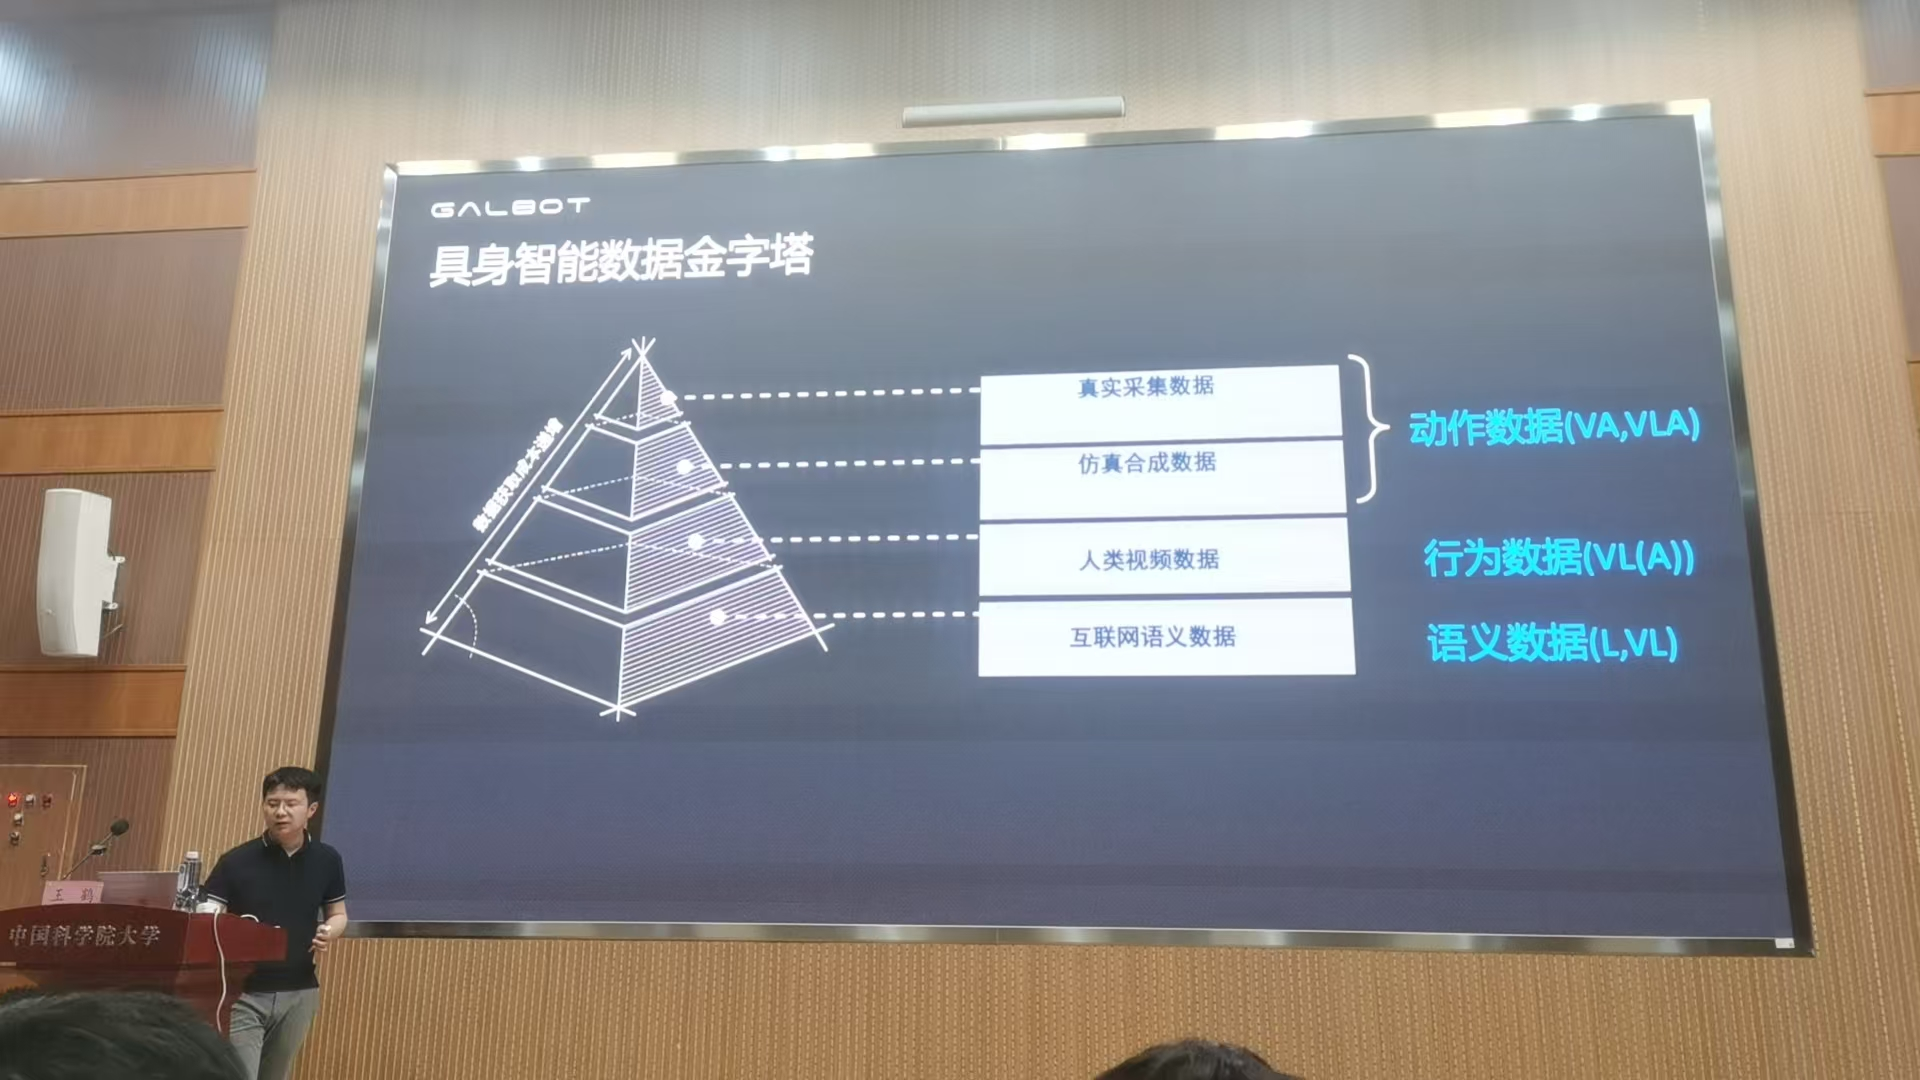 GALBOT
具身智能数据金字塔
数据获取成本递增
真实采集数据
仿真合成数据
人类视频数据
互联网语义数据
动作数据(VA,VLA)
行为数据(VL(A))
语义数据(L,VL)
王 鹤
中国科学院大学